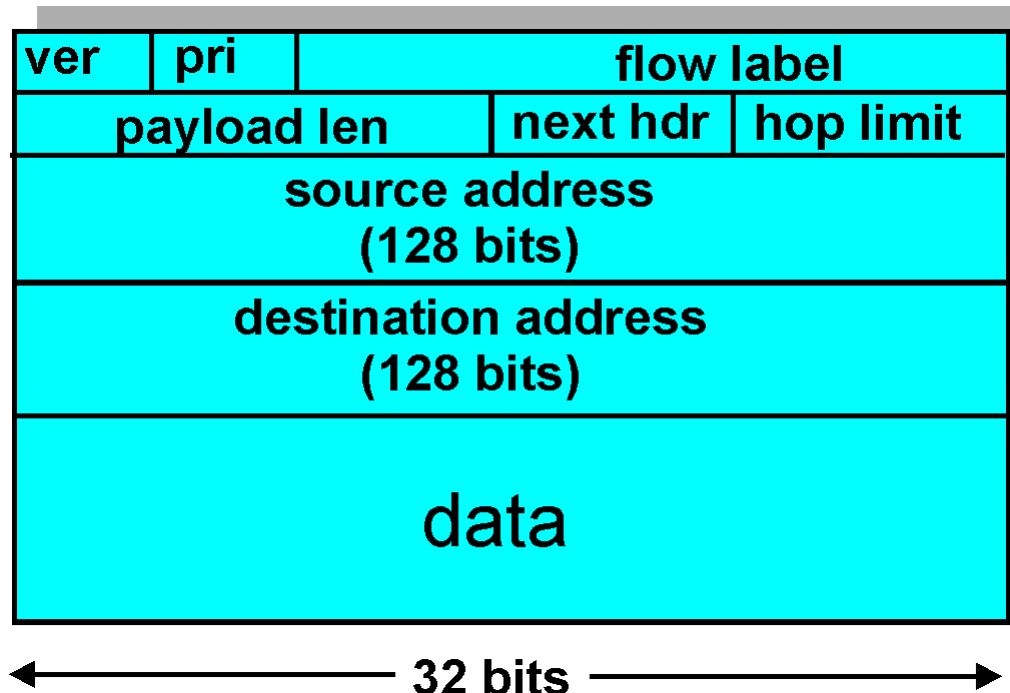 ver pri flow label
payload len next hdr hop limit
source address
(128 bits)
destination address
(128 bits)
data
32 bits